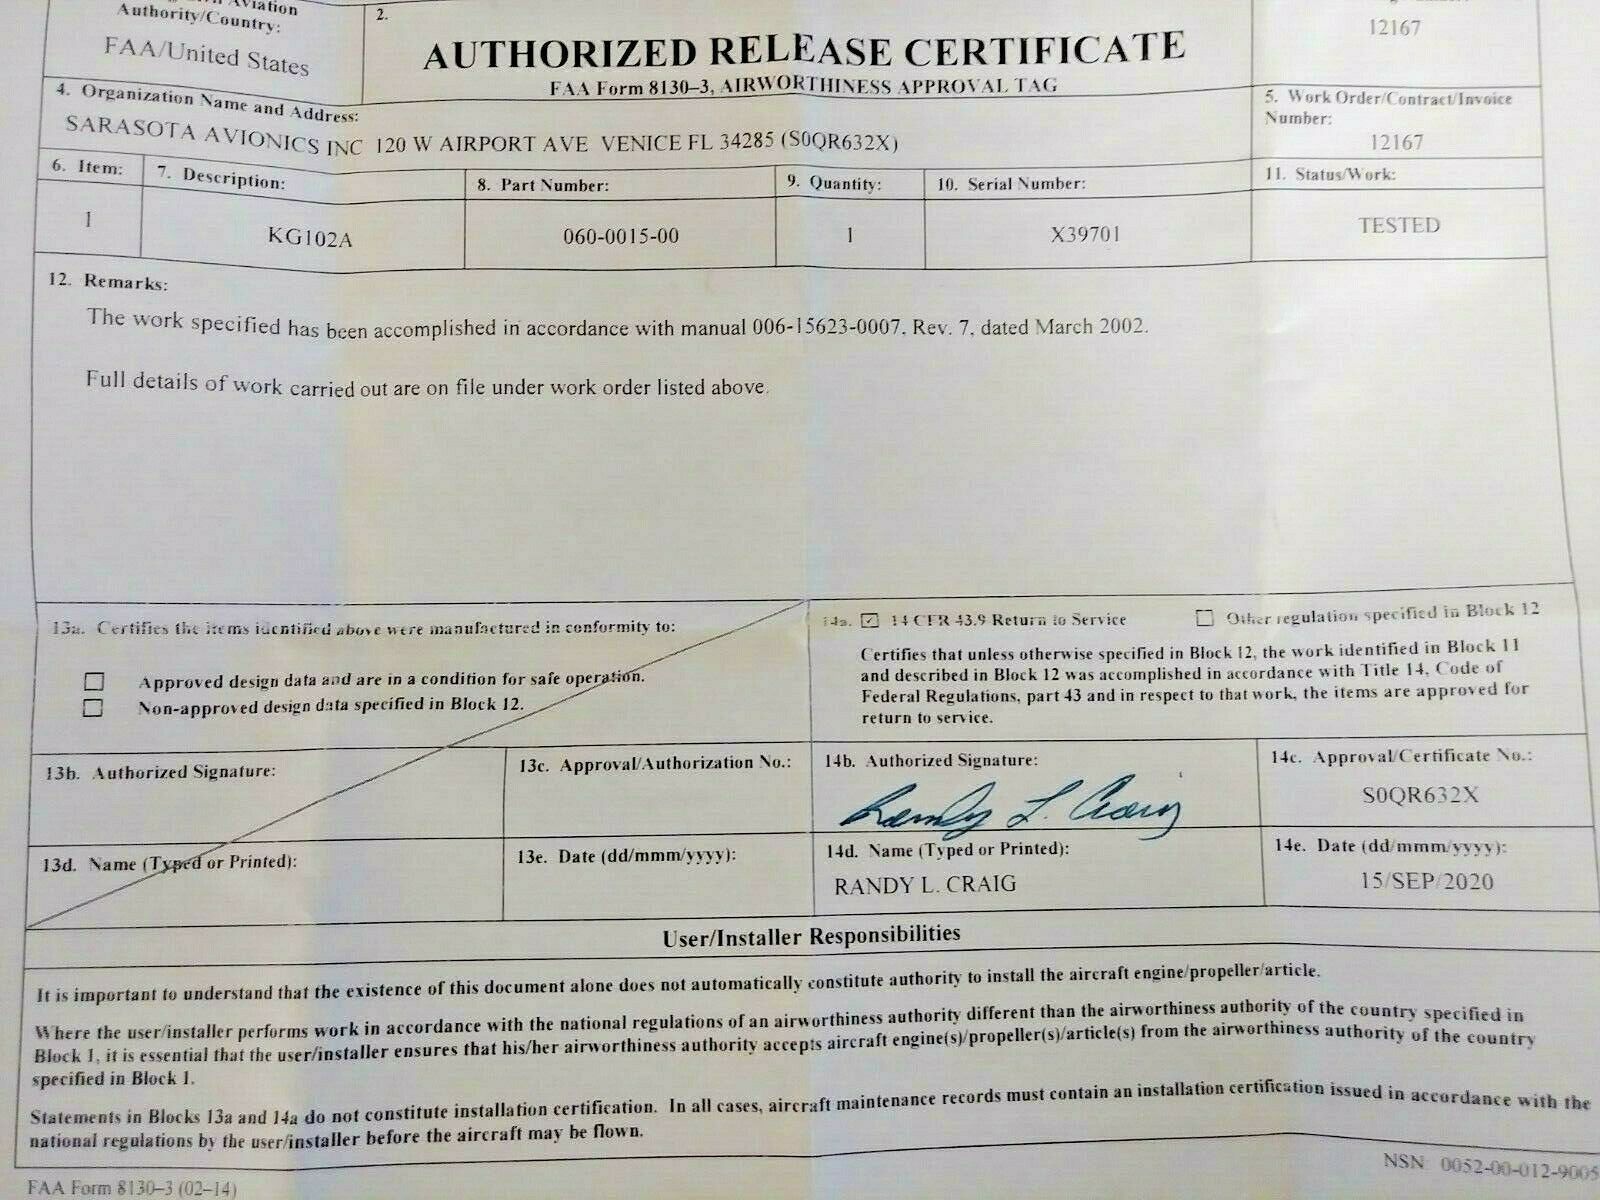 Aviation
2.
Authority/Country:
12167
FAA/United States
AUTHORIZED RELEASE CERTIFICATE
FAA Form 8130–3, AIRWORTHINESS APPROVAL TAG
4. Organization Name and Address:
5. Work Order/Contract/Invoice
Number:
SARASOTA AVIONICS INC 120 W AIRPORT AVE VENICE FL 34285 (S0QR632X)
12167
6. Item:
7. Description:
8. Part Number:
9. Quantity:
10. Serial Number:
11. Status/Work:
1
KG102A
060-0015-00
1
X39701
TESTED
12. Remarks:
The work specified has been accomplished in accordance with manual 006-15623-0007, Rev. 7, dated March 2002.
Full details of work carried out are on file under work order listed above.
13a. Certifies the items identified above were manufactured in conformity to:
Approved design data and are in a condition for safe operation.
Non-approved design data specified in Block 12.
14a. 14 CFR 43.9 Return to Service
Other regulation specified in Block 12
Certifies that unless otherwise specified in Block 12, the work identified in Block 11
and described in Block 12 was accomplished in accordance with Title 14, Code of
Federal Regulations, part 43 and in respect to that work, the items are approved for
return to service.
13b. Authorized Signature:
13c. Approval/Authorization No.:
14b. Authorized Signature:
Randy L. Craig
14c. Approval/Certificate No.:
S0QR632X
13d. Name (Typed or Printed):
13e. Date (dd/mmm/yyyy):
14d. Name (Typed or Printed):
RANDY L. CRAIG
14e. Date (dd/mmm/yyyy):
15/SEP/2020
User/Installer Responsibilities
It is important to understand that the existence of this document alone does not automatically constitute authority to install the aircraft engine/propeller/article.
Where the user/installer performs work in accordance with the national regulations of an airworthiness authority different than the airworthiness authority of the country specified in
Block 1, it is essential that the user/installer ensures that his/her airworthiness authority accepts aircraft engine(s)/propeller(s)/article(s) from the airworthiness authority of the country
specified in Block 1.
Statements in Blocks 13a and 14a do not constitute installation certification. In all cases, aircraft maintenance records must contain an installation certification issued in accordance with the
national regulations by the user/installer before the aircraft may be flown.
FAA Form 8130–3 (02–14)
NSN: 0052-00-012-9005